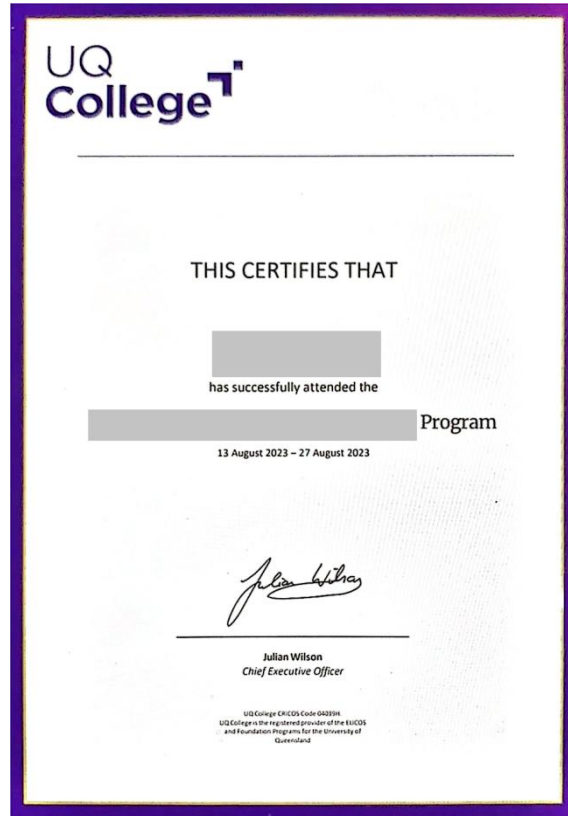 UQ
College
THIS CERTIFIES THAT
has successfully attended the
Program
13 August 2023 – 27 August 2023
Julian Wilson
Julian Wilson
Chief Executive Officer
UQ College CRICOS Code 04039H
UQ College is the registered provider of the ELICOS
and Foundation Programs for the University of
Queensland